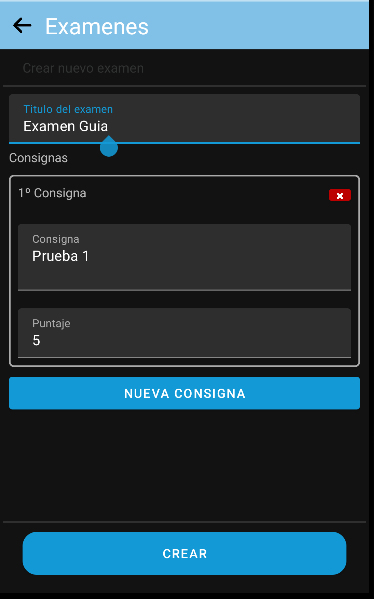 Examenes
Crear nuevo examen
Titulo del examen
Examen Guia
Consignas
1º Consigna
Consigna
Prueba 1
Puntaje
5
NUEVA CONSIGNA
CREAR